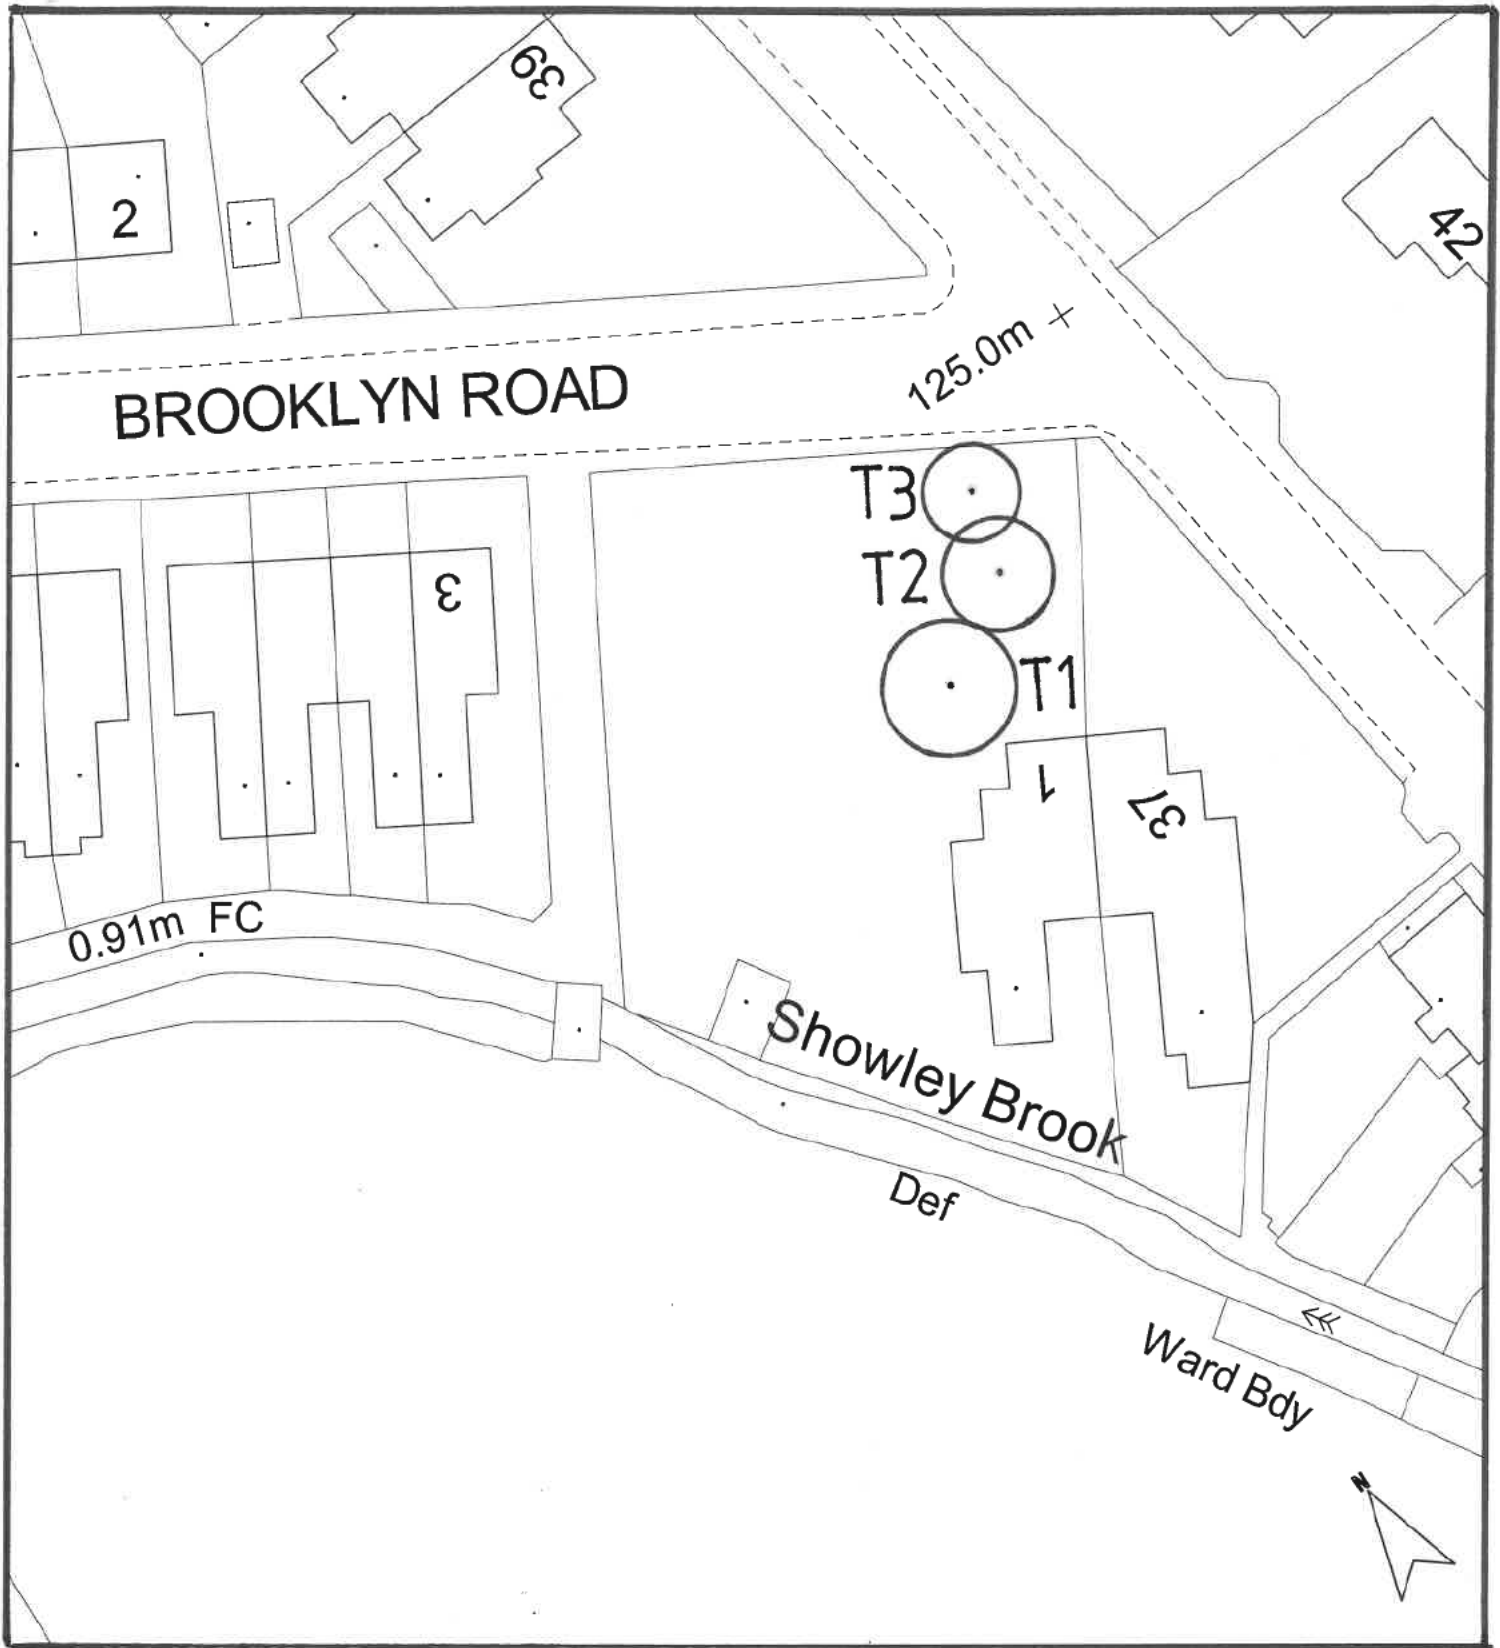 39
2
42
125.0m
BROOKLYN ROAD
T3
T2
3
T1
1
37
0.91m FC
Showley Brook
Def
Ward Bdy
N